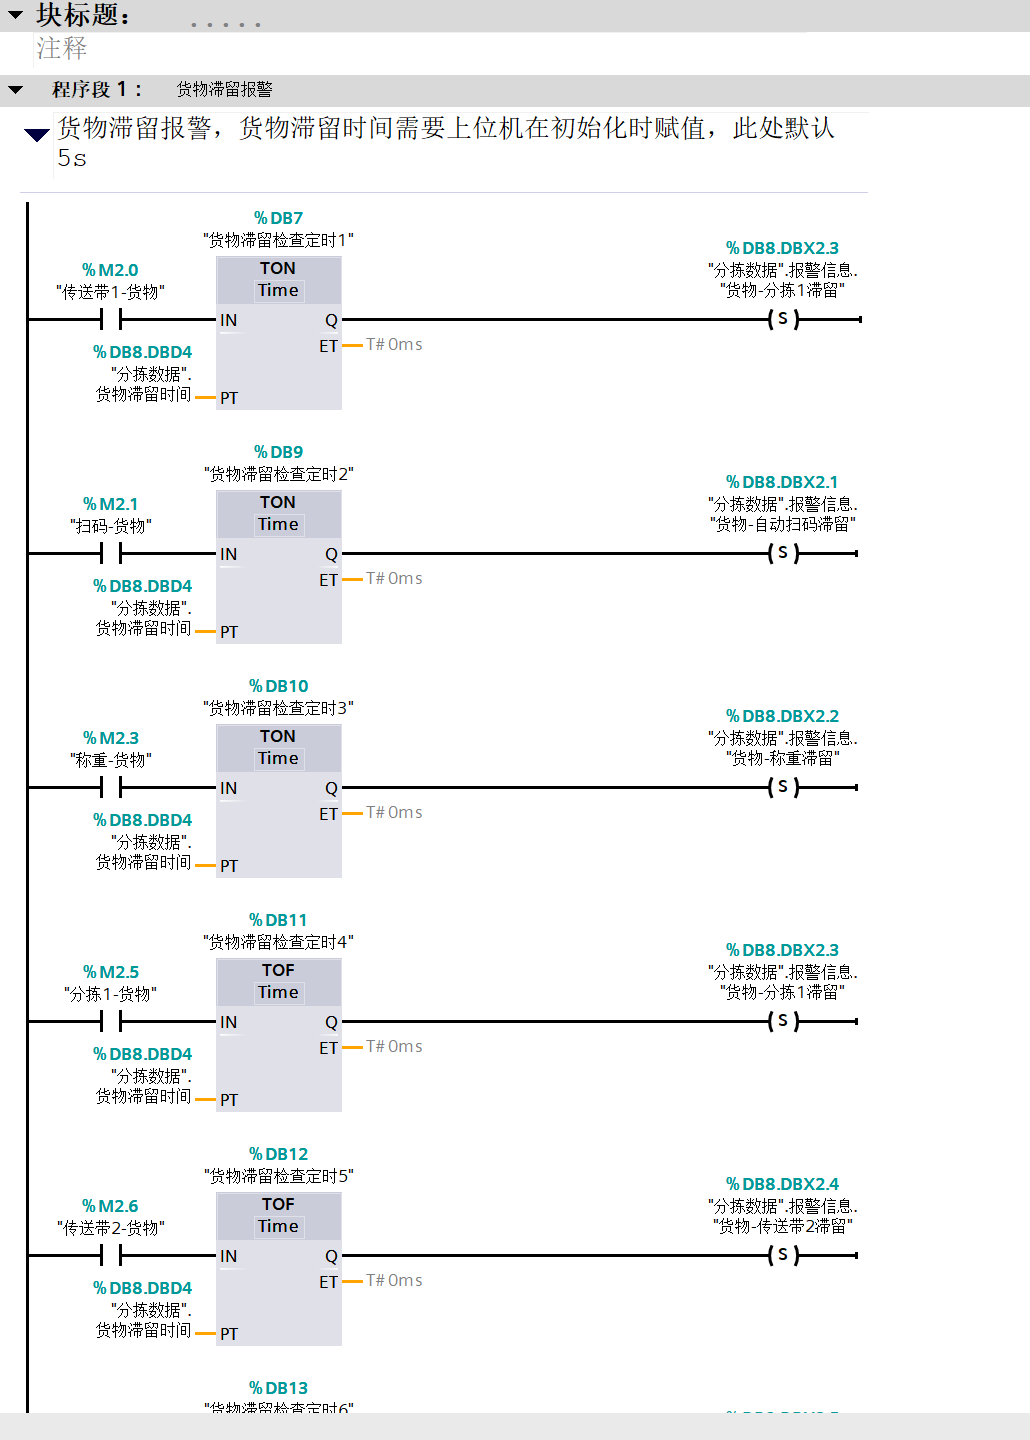 块标题： .....
注释
程序段 1： 货物滞留报警
货物滞留报警，货物滞留时间需要上位机在初始化时赋值，此处默认
5s
%DB7
"货物滞留检查定时1"
TON
Time
%M2.0
"传送带1-货物"
IN
Q
ET
T#0ms
%DB8.DBD4
"分拣数据".
货物滞留时间
PT
%DB8.DBX2.3
"分拣数据".报警信息.
"货物-分拣1滞留"
S
%DB9
"货物滞留检查定时2"
TON
Time
%M2.1
"扫码-货物"
IN
Q
ET
T#0ms
%DB8.DBD4
"分拣数据".
货物滞留时间
PT
%DB8.DBX2.1
"分拣数据".报警信息.
"货物-自动扫码滞留"
S
%DB10
"货物滞留检查定时3"
TON
Time
%M2.3
"称重-货物"
IN
Q
ET
T#0ms
%DB8.DBD4
"分拣数据".
货物滞留时间
PT
%DB8.DBX2.2
"分拣数据".报警信息.
"货物-称重滞留"
S
%DB11
"货物滞留检查定时4"
TOF
Time
%M2.5
"分拣1-货物"
IN
Q
ET
T#0ms
%DB8.DBD4
"分拣数据".
货物滞留时间
PT
%DB8.DBX2.3
"分拣数据".报警信息.
"货物-分拣1滞留"
S
%DB12
"货物滞留检查定时5"
TOF
Time
%M2.6
"传送带2-货物"
IN
Q
ET
T#0ms
%DB8.DBD4
"分拣数据".
货物滞留时间
PT
%DB8.DBX2.4
"分拣数据".报警信息.
"货物-传送带2滞留"
S
%DB13
"货物滞留检查定时6"